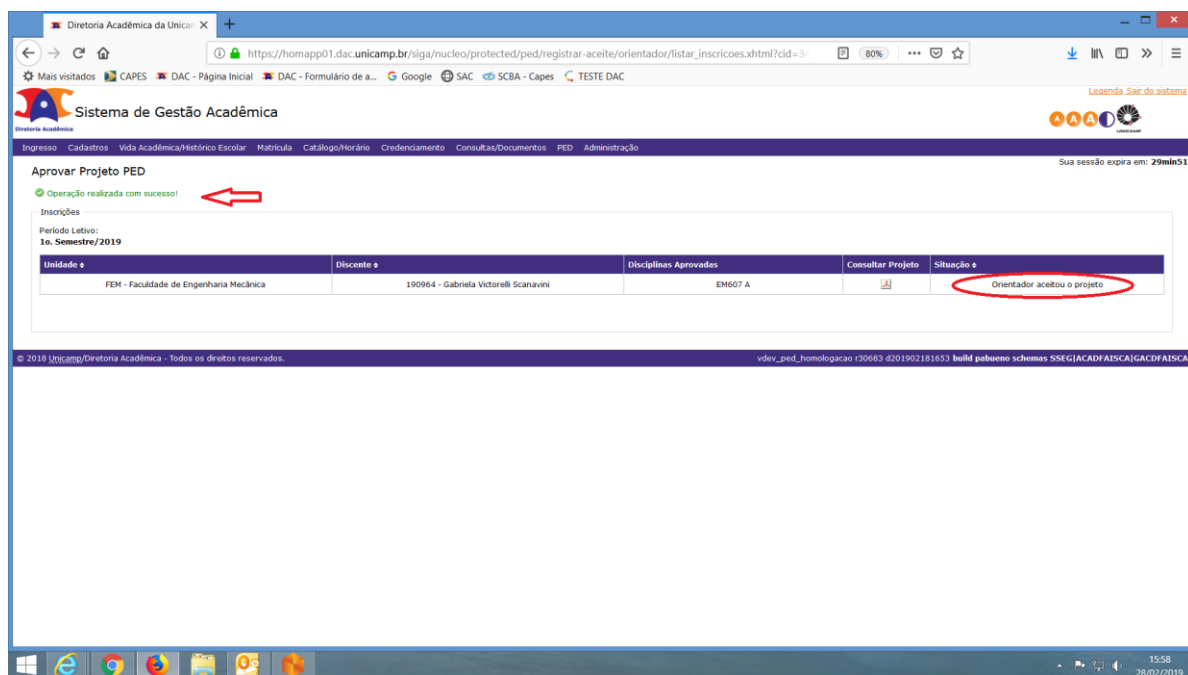 Diretoria Acadêmica da Unicar
https://homapp01.dac.unicamp.br/siga/nucleo/protected/ped/registrar-aceite/orientador/listar_inscricoes.xhtml?cid=3 80%
Mais visitados CAPES DAC - Página Inicial DAC - Formulário de a... Google SAC SCBA - Capes TESTE DAC
Legenda Sair do sistema
Sistema de Gestão Acadêmica
Diretoria Acadêmica
A A A
UNICAMP
Ingresso Cadastros Vida Acadêmica/Histórico Escolar Matrícula Catálogo/Horário Credenciamento Consultas/Documentos PED Administração
Sua sessão expira em: 29min51
Aprovar Projeto PED
Operação realizada com sucesso!
Inscrições
Período Letivo:
1o. Semestre/2019
Unidade Discente Disciplinas Aprovadas Consultar Projeto Situação
FEM - Faculdade de Engenharia Mecânica 190964 - Gabriela Victorelli Scanavini EM607 A Orientador aceitou o projeto
© 2018 Unicamp/Diretoria Acadêmica - Todos os direitos reservados. vdev_ped_homologacao r30683 d201902181653 build pabueno schemas SSEG|ACADFAISCA|GACDFAISCA
15:58
28/02/2019